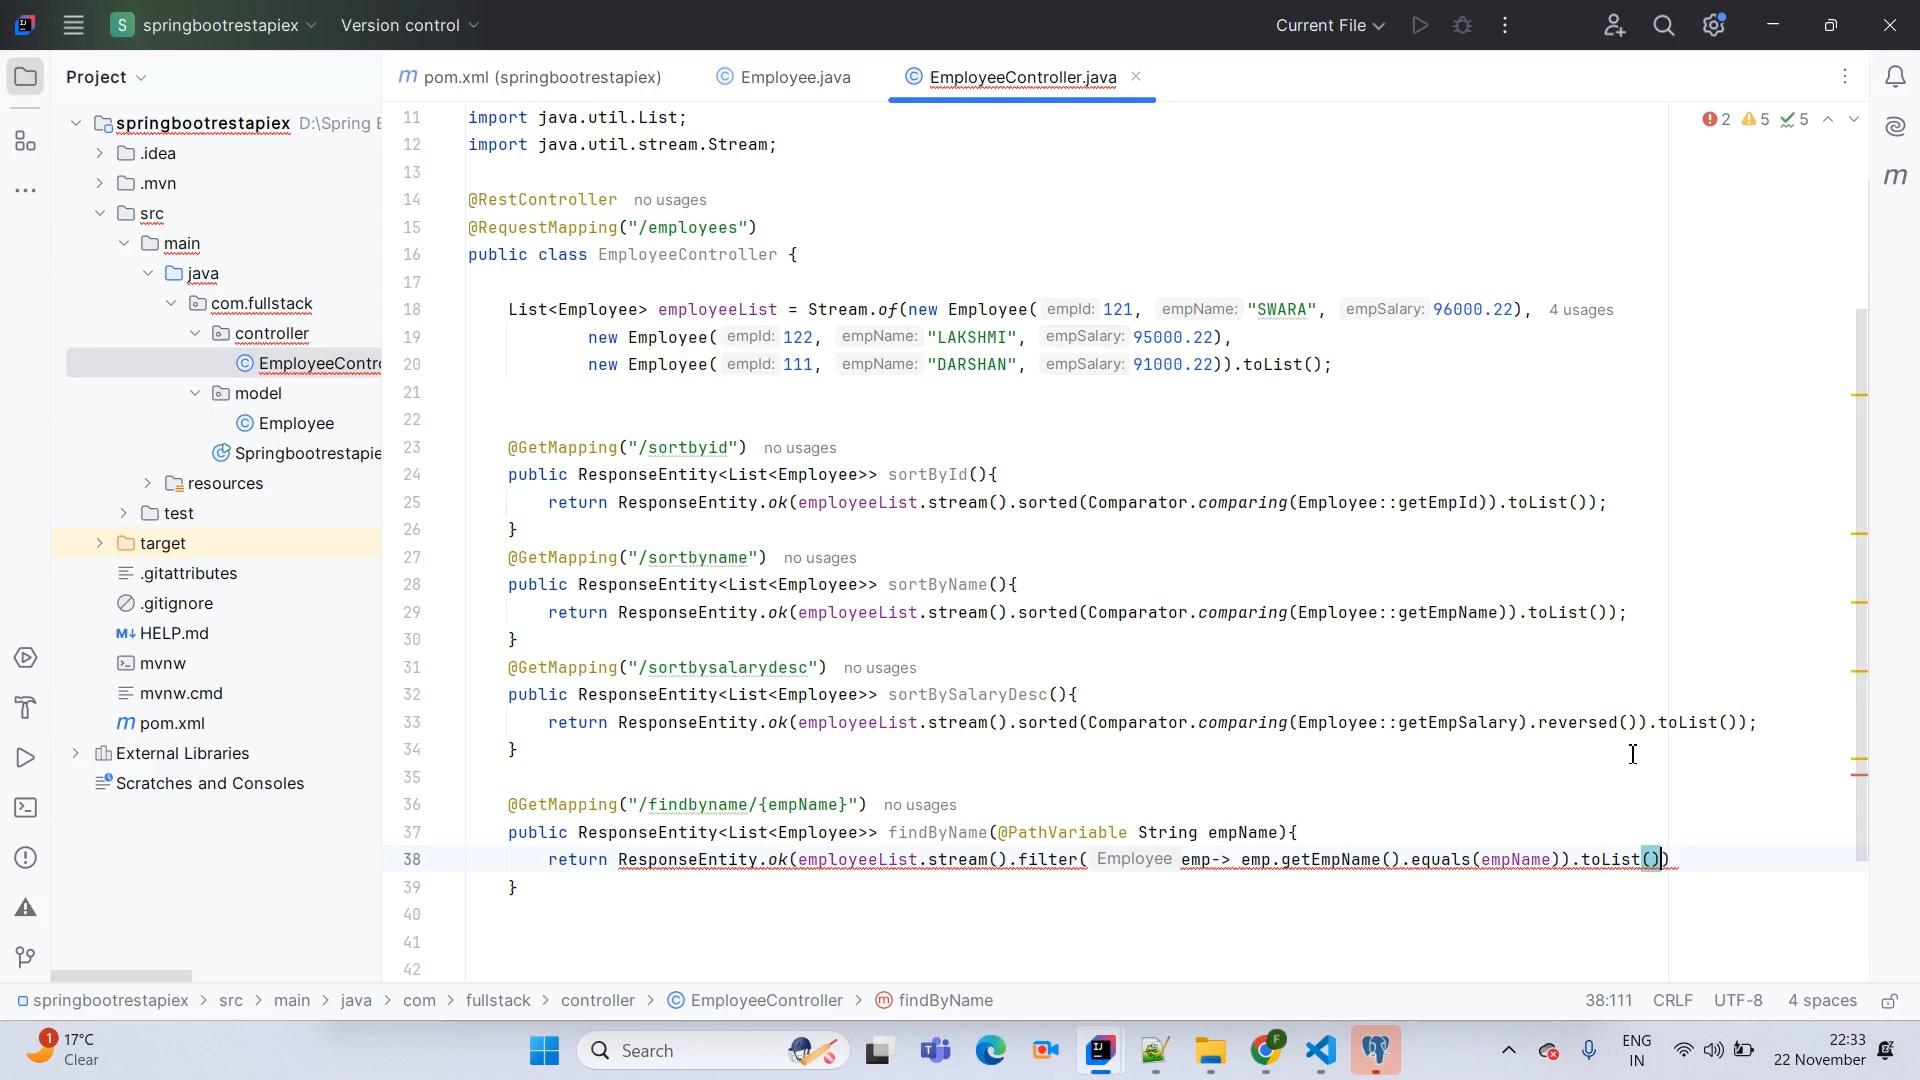 S springbootrestapiex Version control Current File
Project pom.xml (springbootrestapiex) Employee.java EmployeeController.java
springbootrestapiex D:\Spring E
.idea
.mvn
src
main
java
com.fullstack
controller
EmployeeContro
model
Employee
Springbootrestapie
resources
test
target
.gitattributes
.gitignore
HELP.md
mvnw
mvnw.cmd
pom.xml
External Libraries
Scratches and Consoles
2 5 5
11 import java.util.List;
12 import java.util.stream.Stream;
13
14 @RestController no usages
15 @RequestMapping("/employees")
16 public class EmployeeController {
17
18 List<Employee> employeeList = Stream.of(new Employee( empId: 121, empName: "SWARA", empSalary: 96000.22), 4 usages
19 new Employee( empId: 122, empName: "LAKSHMI", empSalary: 95000.22),
20 new Employee( empId: 111, empName: "DARSHAN", empSalary: 91000.22)).toList();
21
22
23 @GetMapping("/sortbyid") no usages
24 public ResponseEntity<List<Employee>> sortById(){
25 return ResponseEntity.ok(employeeList.stream().sorted(Comparator.comparing(Employee::getEmpId)).toList());
26 }
27 @GetMapping("/sortbyname") no usages
28 public ResponseEntity<List<Employee>> sortByName(){
29 return ResponseEntity.ok(employeeList.stream().sorted(Comparator.comparing(Employee::getEmpName)).toList());
30 }
31 @GetMapping("/sortbysalarydesc") no usages
32 public ResponseEntity<List<Employee>> sortBySalaryDesc(){
33 return ResponseEntity.ok(employeeList.stream().sorted(Comparator.comparing(Employee::getEmpSalary).reversed()).toList());
34 }
35
36 @GetMapping("/findbyname/{empName}") no usages
37 public ResponseEntity<List<Employee>> findByName(@PathVariable String empName){
38 return ResponseEntity.ok(employeeList.stream().filter( Employee emp-> emp.getEmpName().equals(empName)).toList())
39 }
40
41
42
springbootrestapiex > src > main > java > com > fullstack > controller > EmployeeController > findByName 38:111 CRLF UTF-8 4 spaces
1 17°C Search ENG 22:33
Clear IN 22 November